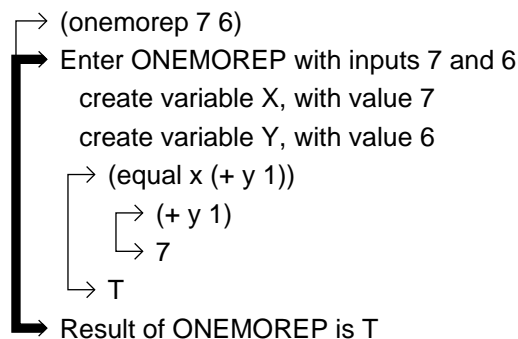 (onemorep 7 6)
Enter ONEMOREP with inputs 7 and 6
create variable X, with value 7
create variable Y, with value 6
(equal x (+ y 1))
(+ y 1)
7
T
Result of ONEMOREP is T